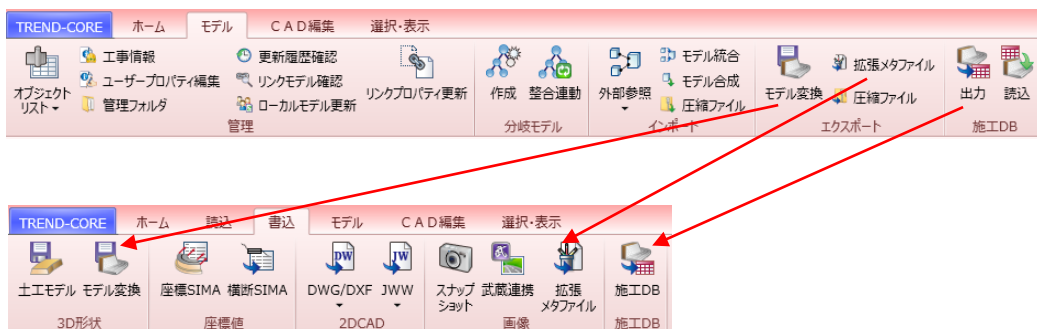 TREND-CORE ホーム モデル CAD編集 選択・表示
オブジェクト
リスト
工事情報
ユーザープロパティ編集
管理フォルダ
更新履歴確認
リンクモデル確認
ローカルモデル更新
リンクプロパティ更新
管理
作成 整合連動
分岐モデル
外部参照
モデル統合
モデル合成
圧縮ファイル
インポート
モデル変換
拡張メタファイル
圧縮ファイル
エクスポート
出力 読込
施工DB
TREND-CORE ホーム 読込 書込 モデル CAD編集 選択・表示
土工モデル モデル変換
3D形状
座標SIMA 横断SIMA
座標値
DW JW
DWG/DXF JWW
2DCAD
スナップ
ショット
武蔵連携
拡張
メタファイル
画像
施工DB
施工DB